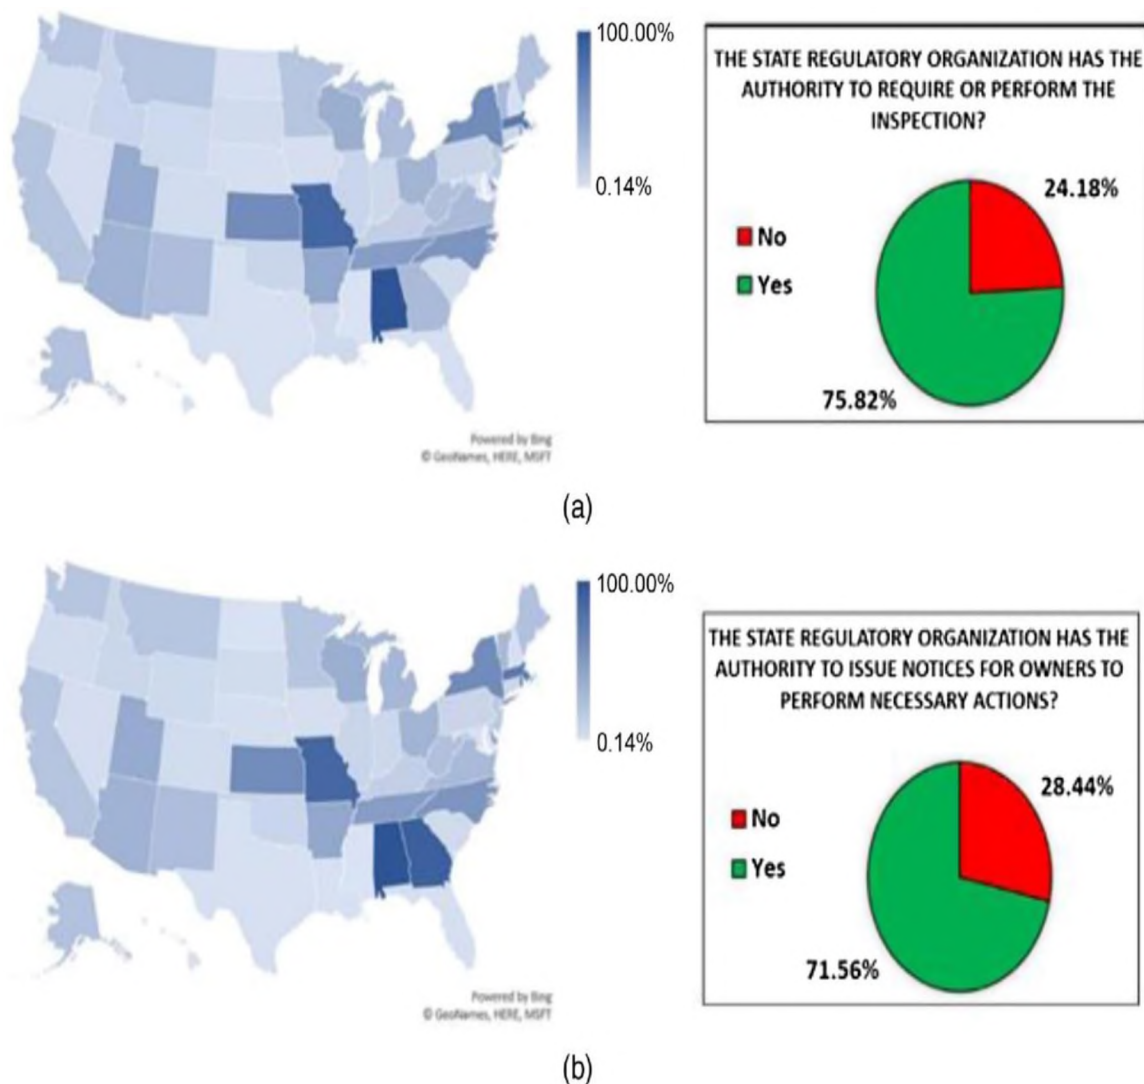 100.00%
0.14%
Powered by Bing
© GeoNames, HERE, MSFT
THE STATE REGULATORY ORGANIZATION HAS THE
AUTHORITY TO REQUIRE OR PERFORM THE
INSPECTION?
24.18%
No
Yes
75.82%
(a)
100.00%
0.14%
Powered by Bing
© GeoNames, HERE, MSFT
THE STATE REGULATORY ORGANIZATION HAS THE
AUTHORITY TO ISSUE NOTICES FOR OWNERS TO
PERFORM NECESSARY ACTIONS?
28.44%
No
Yes
71.56%
(b)